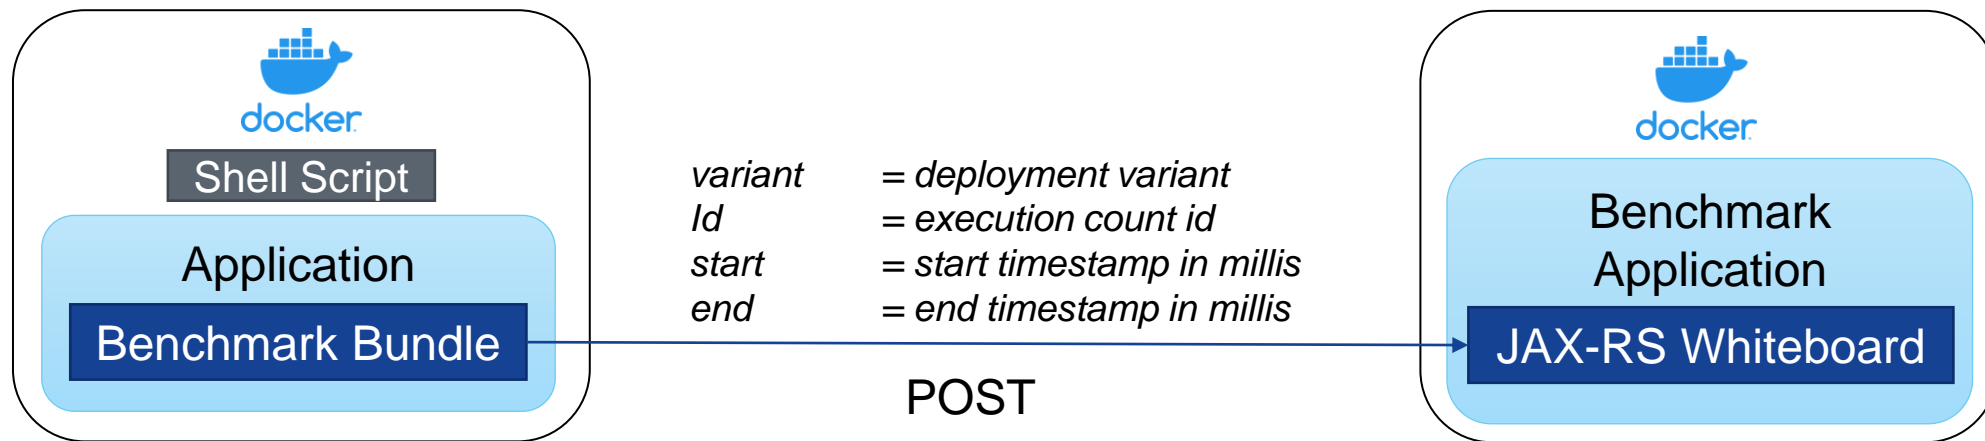 docker
Shell Script
Application
Benchmark Bundle
variant = deployment variant
Id = execution count id
start = start timestamp in millis
end = end timestamp in millis
POST
docker
Benchmark
Application
JAX-RS Whiteboard